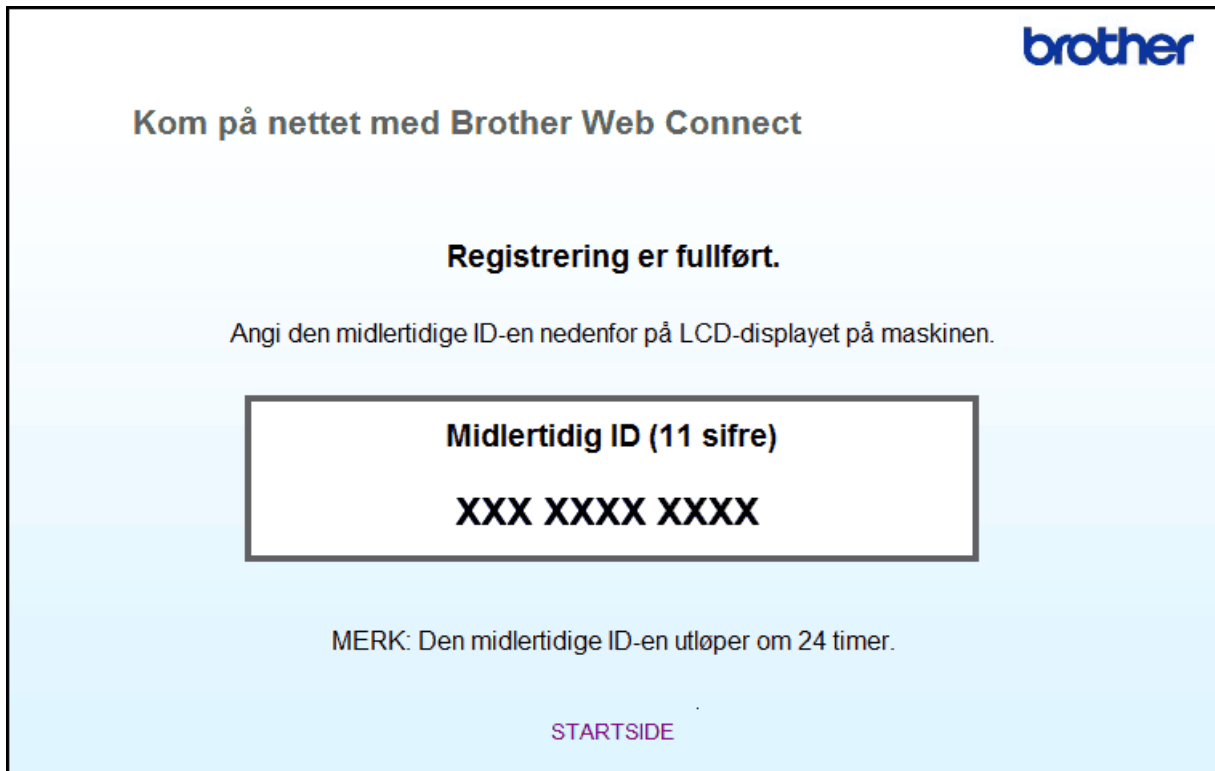 brother
Kom på nettet med Brother Web Connect
Registrering er fullført.
Angi den midlertidige ID-en nedenfor på LCD-displayet på maskinen.
Midlertidig ID (11 sifre)
XXX XXXX XXXX
MERK: Den midlertidige ID-en utløper om 24 timer.
STARTSIDE